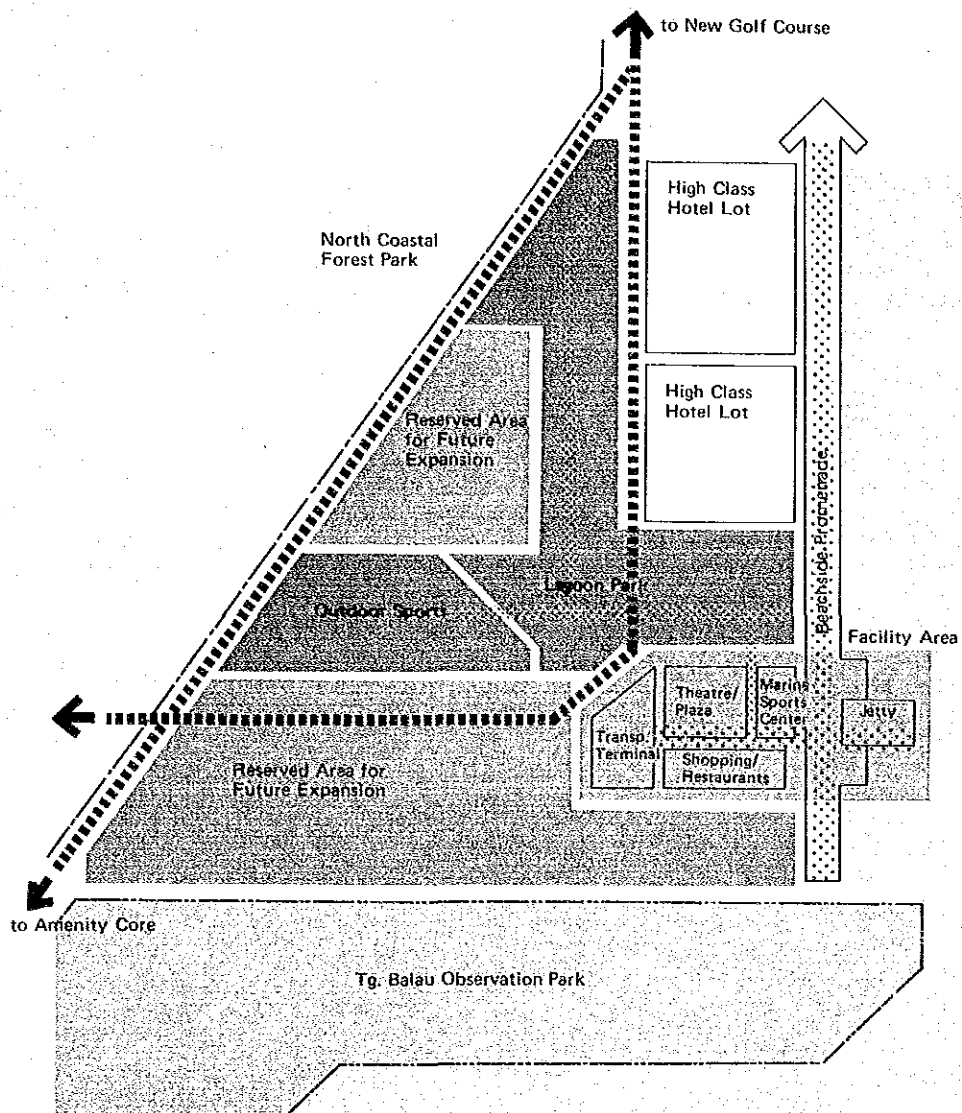 to New Golf Course
High Class
Hotel Lot
North Coastal
Forest Park
High Class
Hotel Lot
Reserved Area
for Future
Expansion
Beachside Promenade
Lagoon Park
Outdoor Sports
Facility Area
Theatre/
Plaza
Marine
Sports
Center
Jetty
Transp.
Terminal
Shopping/
Restaurants
Reserved Area for
Future Expansion
to Amenity Core
Tg. Balau Observation Park